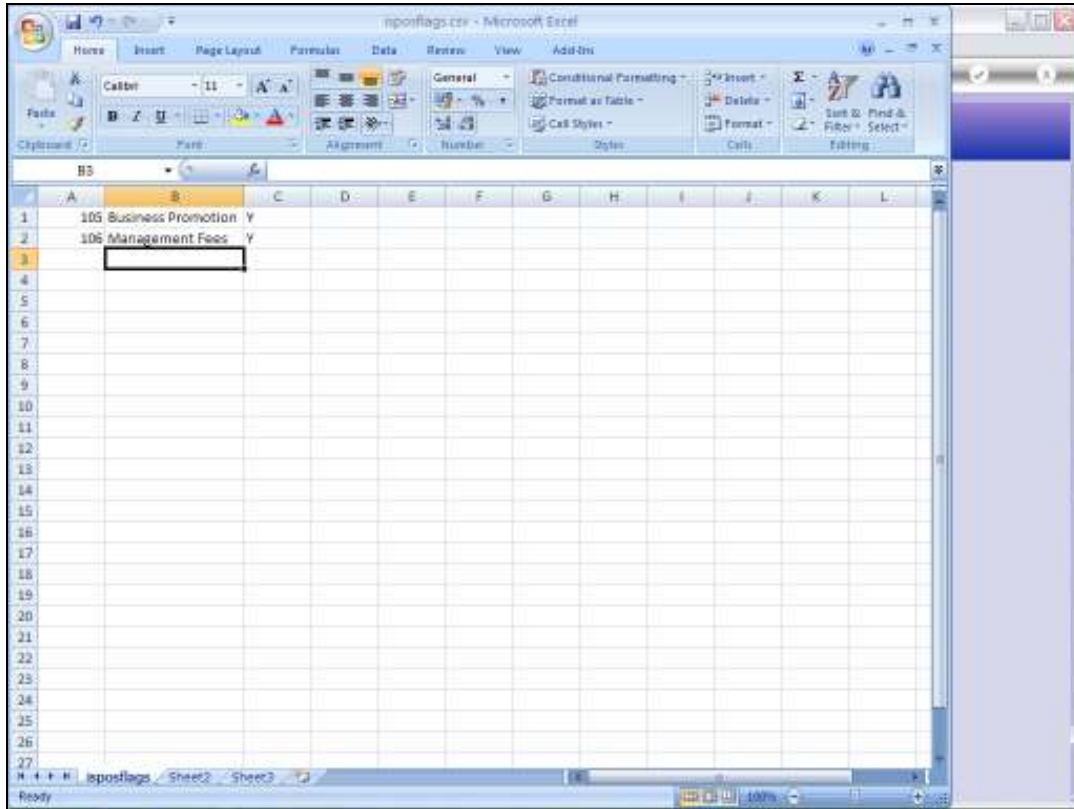 isposflags.csv - Microsoft Excel
Home Insert Page Layout Formulas Data Review View Add-Ins
Paste Calibri 11 A A General Conditional Formatting Insert Σ
B I U A % , Format as Table Delete Sort & Filter Find & Select
Cell Styles Format
Clipboard Font Alignment Number Styles Cells Editing
B3 fx
A B C D E F G H I J K L
1 105 Business Promotion Y
2 106 Management Fees Y
3
4
5
6
7
8
9
10
11
12
13
14
15
16
17
18
19
20
21
22
23
24
25
26
27
isposflags Sheet2 Sheet3
Ready 100%